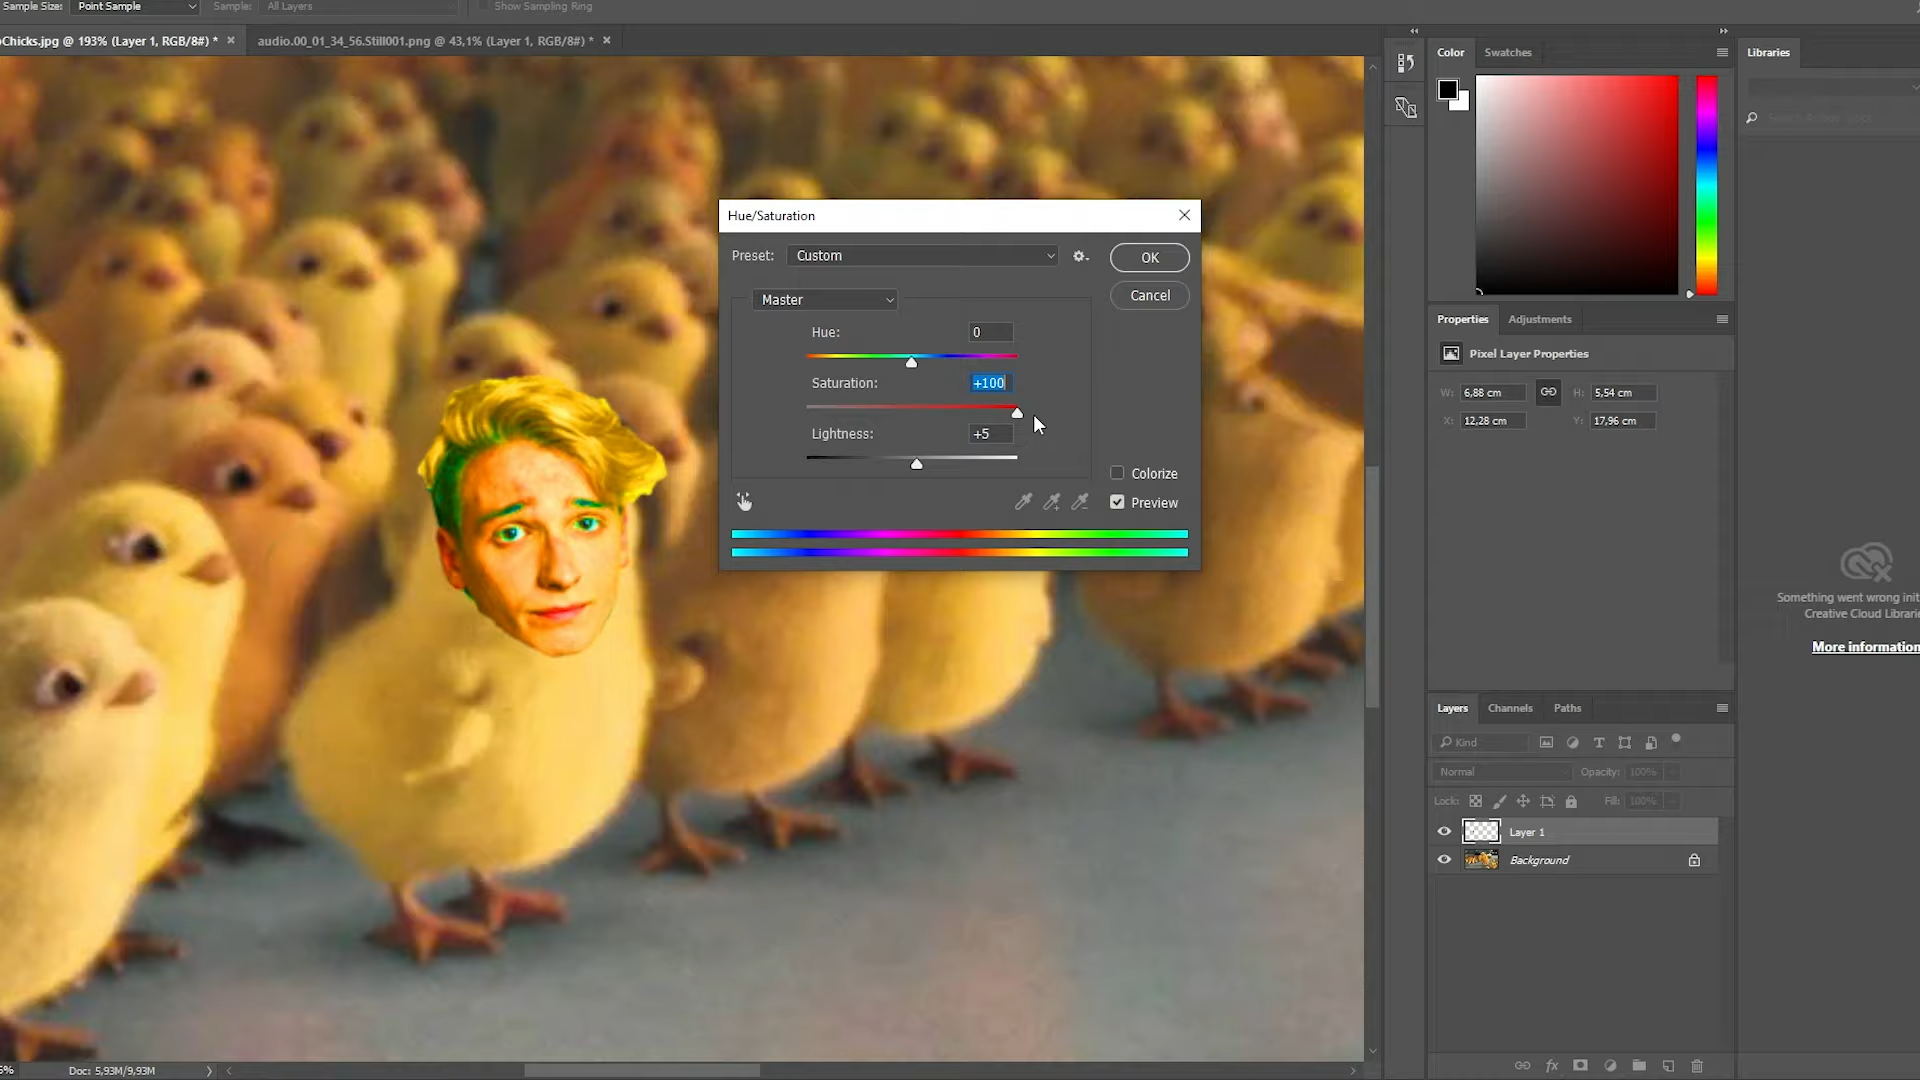 Sample Size: Point Sample Sample: All Layers Show Sampling Ring
oChicks.jpg @ 193% (Layer 1, RGB/8#) * × audio.00_01_34_56.Still001.png @ 43,1% (Layer 1, RGB/8#) * ×
Color Swatches
Libraries
Hue/Saturation
Preset: Custom
OK
Master
Cancel
Hue: 0
Saturation: +100
Lightness: +5
Colorize
Preview
Properties Adjustments
Pixel Layer Properties
W: 6,88 cm H: 5,54 cm
X: 12,28 cm Y: 17,96 cm
Something went wrong init
Creative Cloud Librarie
More information
Layers Channels Paths
Kind
Normal Opacity: 100%
Lock: Fill: 100%
Layer 1
Background
Doc: 5,93M/9,93M